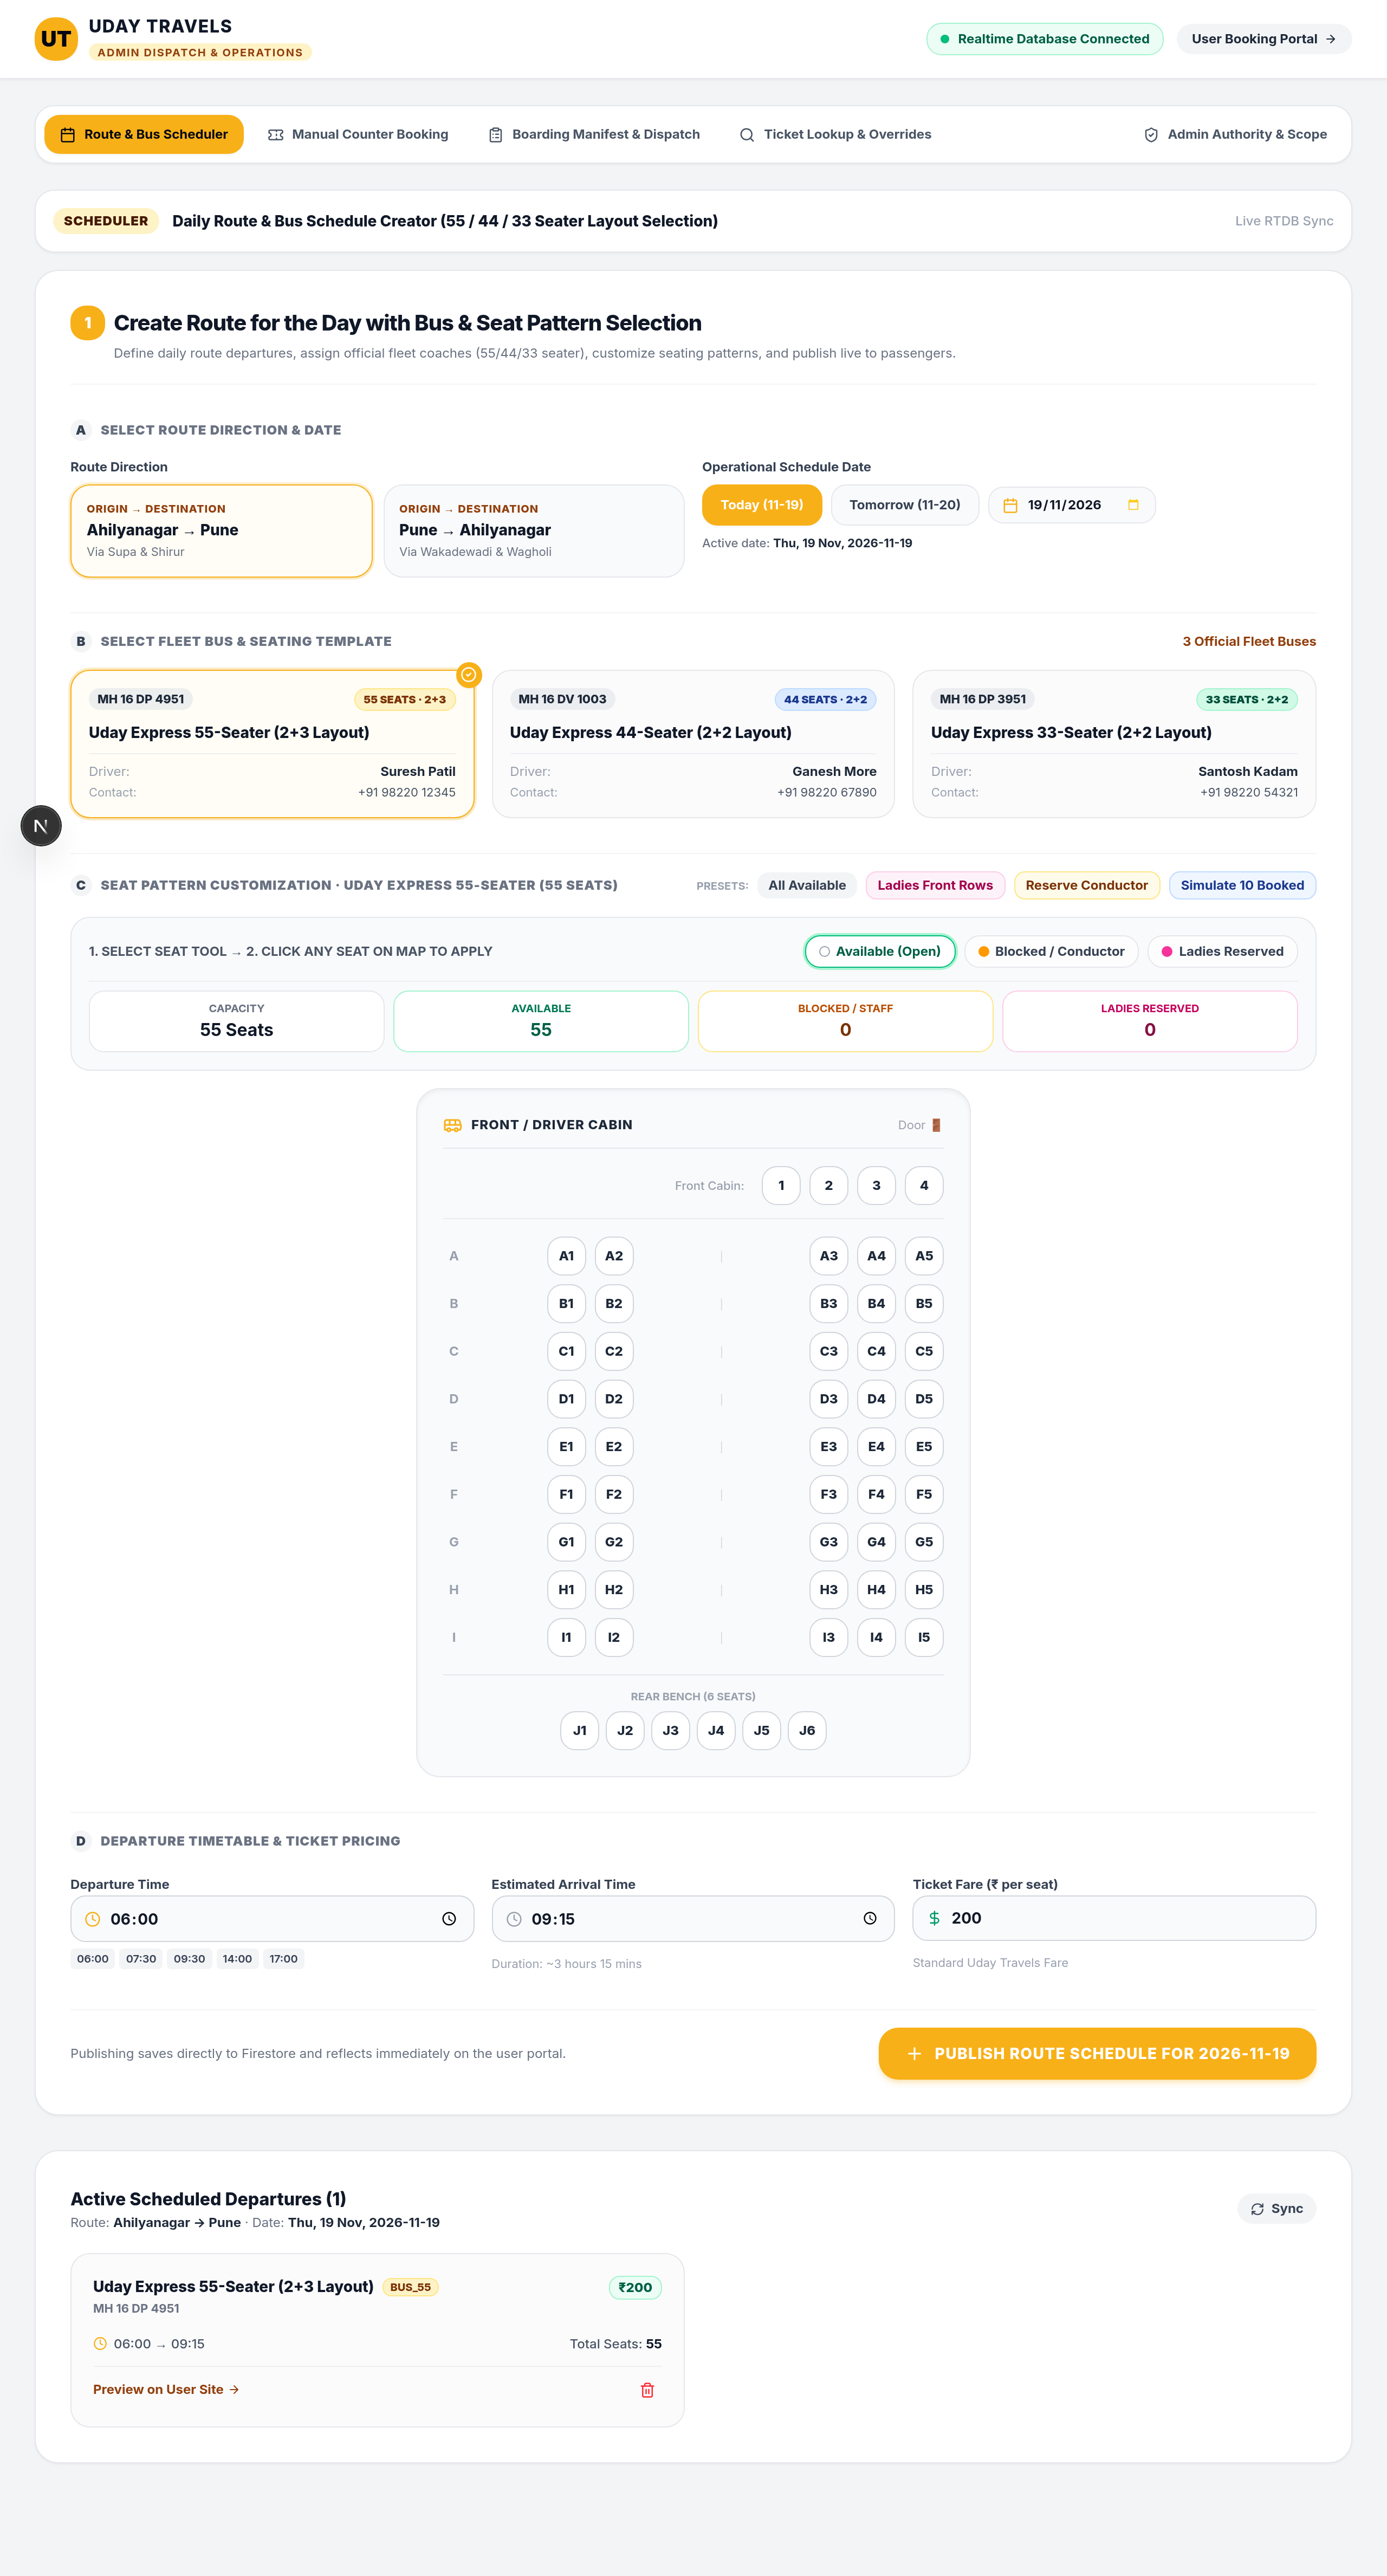 UT
UDAY TRAVELS
ADMIN DISPATCH & OPERATIONS
Realtime Database Connected
User Booking Portal →
Route & Bus Scheduler
Manual Counter Booking
Boarding Manifest & Dispatch
Ticket Lookup & Overrides
Admin Authority & Scope
SCHEDULER
Daily Route & Bus Schedule Creator (55 / 44 / 33 Seater Layout Selection)
Live RTDB Sync
1
Create Route for the Day with Bus & Seat Pattern Selection
Define daily route departures, assign official fleet coaches (55/44/33 seater), customize seating patterns, and publish live to passengers.
A SELECT ROUTE DIRECTION & DATE
Route Direction
ORIGIN → DESTINATION
Ahilyanagar → Pune
Via Supa & Shirur
ORIGIN → DESTINATION
Pune → Ahilyanagar
Via Wakadewadi & Wagholi
Operational Schedule Date
Today (11-19)
Tomorrow (11-20)
19/11/2026
Active date: Thu, 19 Nov, 2026-11-19
B SELECT FLEET BUS & SEATING TEMPLATE
3 Official Fleet Buses
MH 16 DP 4951
55 SEATS · 2+3
Uday Express 55-Seater (2+3 Layout)
Driver: Suresh Patil
Contact: +91 98220 12345
MH 16 DV 1003
44 SEATS · 2+2
Uday Express 44-Seater (2+2 Layout)
Driver: Ganesh More
Contact: +91 98220 67890
MH 16 DP 3951
33 SEATS · 2+2
Uday Express 33-Seater (2+2 Layout)
Driver: Santosh Kadam
Contact: +91 98220 54321
N
C SEAT PATTERN CUSTOMIZATION · UDAY EXPRESS 55-SEATER (55 SEATS)
PRESETS:
All Available
Ladies Front Rows
Reserve Conductor
Simulate 10 Booked
1. SELECT SEAT TOOL → 2. CLICK ANY SEAT ON MAP TO APPLY
Available (Open)
Blocked / Conductor
Ladies Reserved
CAPACITY
55 Seats
AVAILABLE
55
BLOCKED / STAFF
0
LADIES RESERVED
0
FRONT / DRIVER CABIN
Door
Front Cabin: 1 2 3 4
A A1 A2 | A3 A4 A5
B B1 B2 | B3 B4 B5
C C1 C2 | C3 C4 C5
D D1 D2 | D3 D4 D5
E E1 E2 | E3 E4 E5
F F1 F2 | F3 F4 F5
G G1 G2 | G3 G4 G5
H H1 H2 | H3 H4 H5
I I1 I2 | I3 I4 I5
REAR BENCH (6 SEATS)
J1 J2 J3 J4 J5 J6
D DEPARTURE TIMETABLE & TICKET PRICING
Departure Time
06:00
06:00 07:30 09:30 14:00 17:00
Estimated Arrival Time
09:15
Duration: ~3 hours 15 mins
Ticket Fare (₹ per seat)
$ 200
Standard Uday Travels Fare
Publishing saves directly to Firestore and reflects immediately on the user portal.
+ PUBLISH ROUTE SCHEDULE FOR 2026-11-19
Active Scheduled Departures (1)
Route: Ahilyanagar → Pune · Date: Thu, 19 Nov, 2026-11-19
Sync
Uday Express 55-Seater (2+3 Layout) BUS_55
₹200
MH 16 DP 4951
06:00 → 09:15
Total Seats: 55
Preview on User Site →